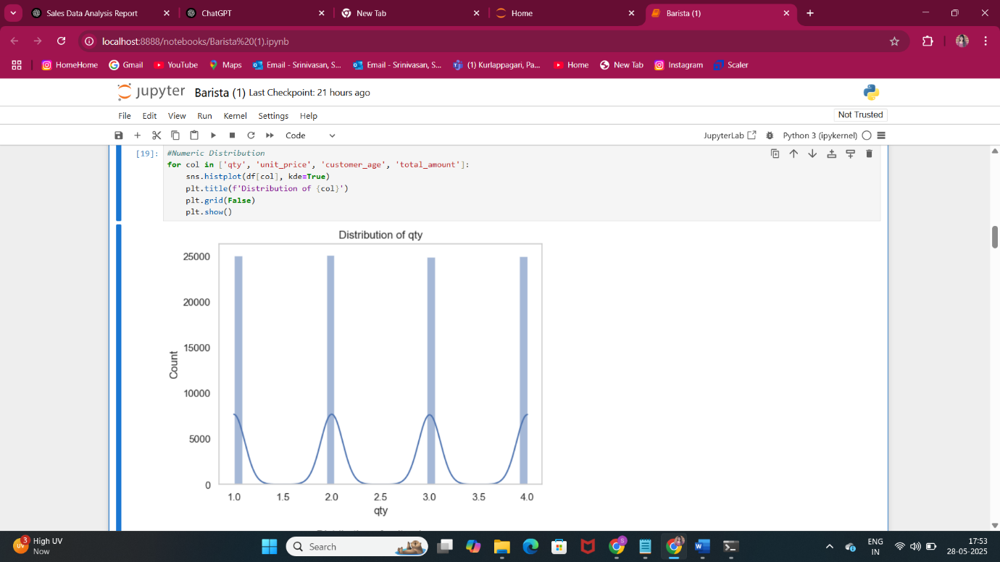 Sales Data Analysis Report
ChatGPT
New Tab
Home
Barista (1)
localhost:8888/notebooks/Barista%20(1).ipynb
HomeHome
Gmail
YouTube
Maps
Email - Srinivasan, S...
Email - Srinivasan, S...
(1) Kurlappagari, Pa...
Home
New Tab
Instagram
Scaler
jupyter Barista (1) Last Checkpoint: 21 hours ago
File Edit View Run Kernel Settings Help
Not Trusted
Code
JupyterLab
Python 3 (ipykernel)
[19]:
#Numeric Distribution
for col in ['qty', 'unit_price', 'customer_age', 'total_amount']:
    sns.histplot(df[col], kde=True)
    plt.title(f'Distribution of {col}')
    plt.grid(False)
    plt.show()
Distribution of qty
25000
20000
15000
10000
5000
0
Count
1.0 1.5 2.0 2.5 3.0 3.5 4.0
qty
3
UV
High UV
Now
Search
S
ENG
IN
17:53
28-05-2025